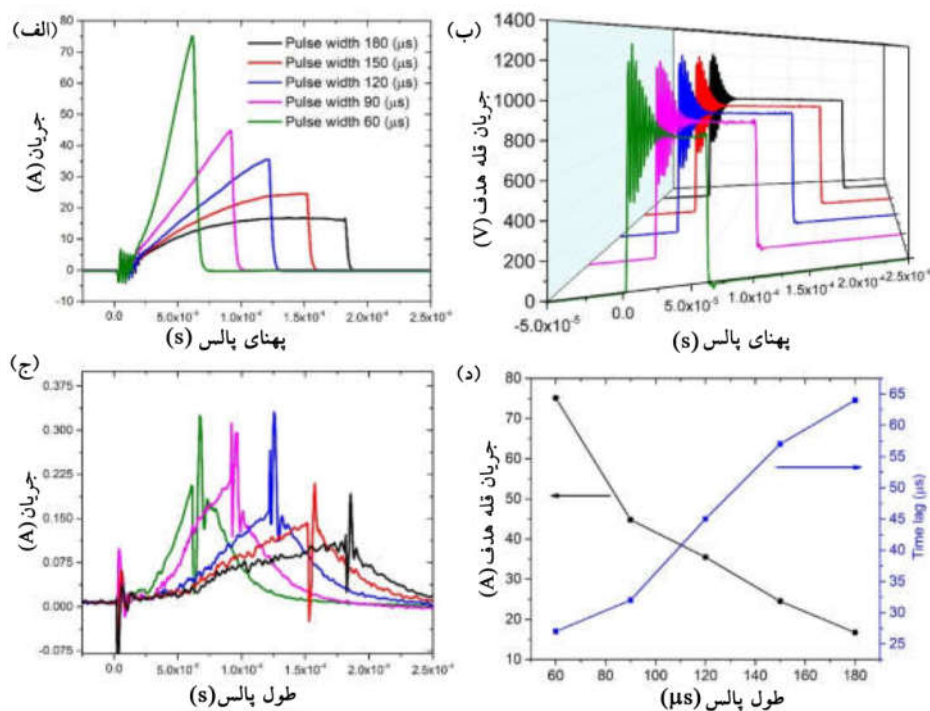 (الف)
جریان (A)
80
70
60
50
40
30
20
10
0
-10
Pulse width 180 (µs)
Pulse width 150 (µs)
Pulse width 120 (µs)
Pulse width 90 (µs)
Pulse width 60 (µs)
0.0 5.0x10⁻⁵ 1.0x10⁻⁴ 1.5x10⁻⁴ 2.0x10⁻⁴ 2.5x10⁻⁴
پهنای پالس (s)
(ب)
جریان قله هدف (V)
1400
1200
1000
800
600
400
200
0
-5.0x10⁻⁵ 0.0 5.0x10⁻⁵ 1.0x10⁻⁴ 1.5x10⁻⁴ 2.0x10⁻⁴ 2.5x10⁻⁴
پهنای پالس (s)
(ج)
جریان (A)
0.375
0.300
0.225
0.150
0.075
0.000
-0.075
0.0 5.0x10⁻⁵ 1.0x10⁻⁴ 1.5x10⁻⁴ 2.0x10⁻⁴ 2.5x10⁻⁴
طول پالس(s)
(د)
جریان قله هدف (A)
80
70
60
50
40
30
20
10
Time lag (µs)
65
60
55
50
45
40
35
30
25
60 80 100 120 140 160 180
طول پالس (µs)